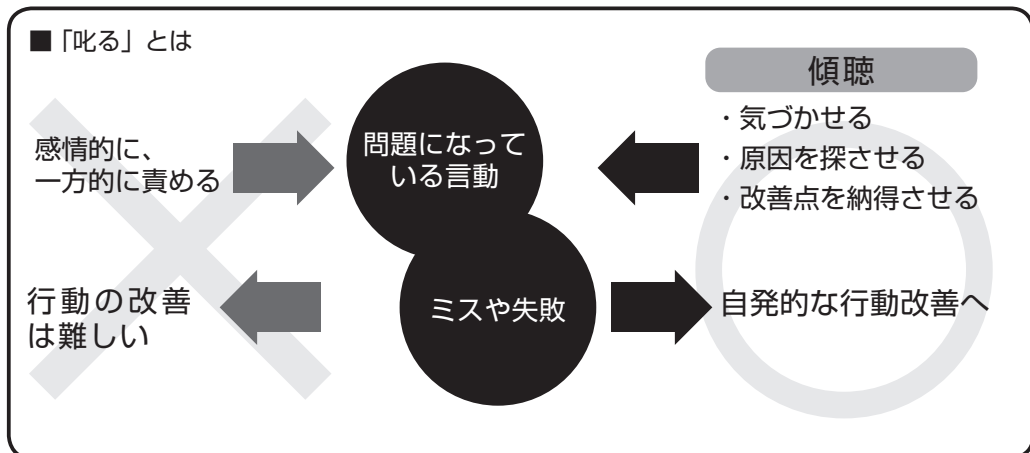 ■「叱る」とは
感情的に、
一方的に責める
行動の改善
は難しい
問題になって
いる言動
ミスや失敗
傾聴
・気づかせる
・原因を探させる
・改善点を納得させる
自発的な行動改善へ